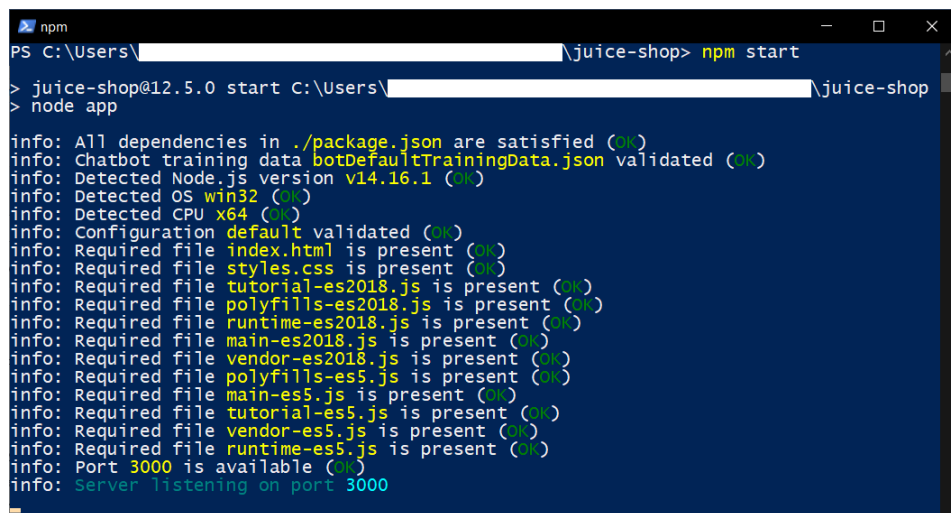 npm
PS C:\Users\ \juice-shop> npm start
> juice-shop@12.5.0 start C:\Users\ \juice-shop
> node app
info: All dependencies in ./package.json are satisfied (OK)
info: Chatbot training data botDefaultTrainingData.json validated (OK)
info: Detected Node.js version v14.16.1 (OK)
info: Detected OS win32 (OK)
info: Detected CPU x64 (OK)
info: Configuration default validated (OK)
info: Required file index.html is present (OK)
info: Required file styles.css is present (OK)
info: Required file tutorial-es2018.js is present (OK)
info: Required file polyfills-es2018.js is present (OK)
info: Required file runtime-es2018.js is present (OK)
info: Required file main-es2018.js is present (OK)
info: Required file vendor-es2018.js is present (OK)
info: Required file polyfills-es5.js is present (OK)
info: Required file main-es5.js is present (OK)
info: Required file tutorial-es5.js is present (OK)
info: Required file vendor-es5.js is present (OK)
info: Required file runtime-es5.js is present (OK)
info: Port 3000 is available (OK)
info: Server listening on port 3000